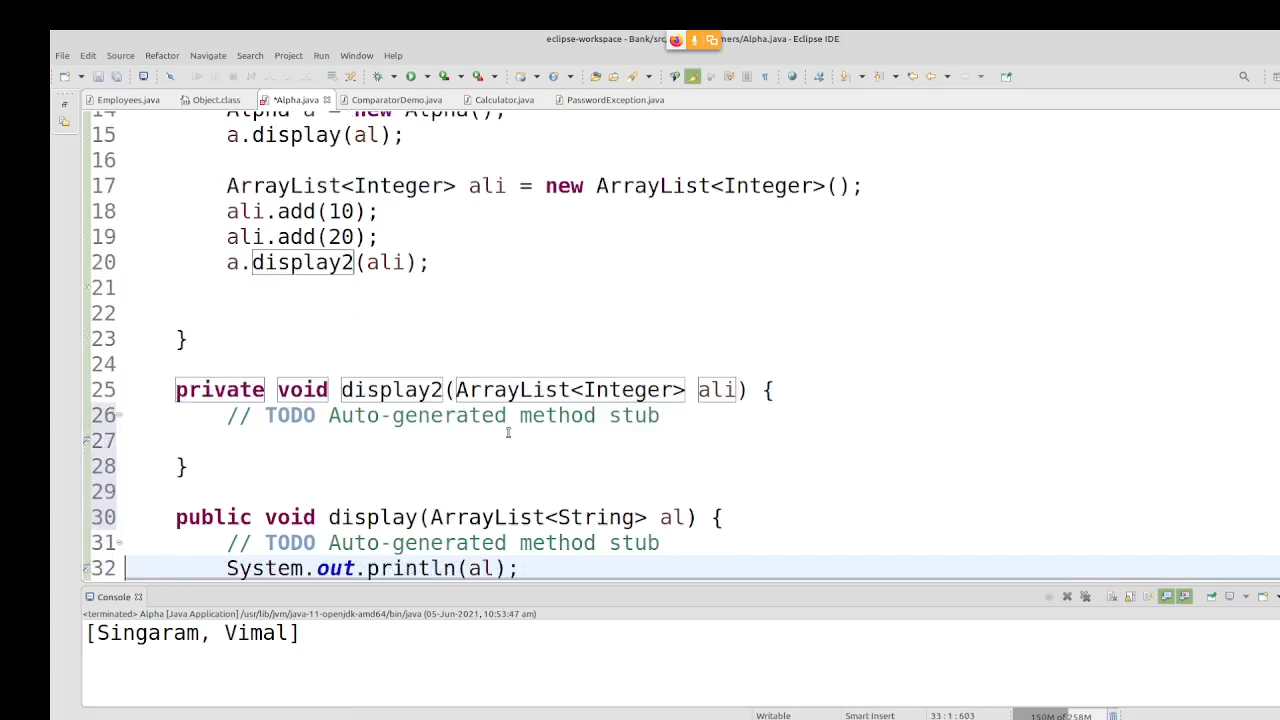 eclipse-workspace - Bank/src
mers/Alpha.java - Eclipse IDE
File Edit Source Refactor Navigate Search Project Run Window Help
Employees.java Object.class *Alpha.java ComparatorDemo.java Calculator.java PasswordException.java
14 Alpha a = new Alpha();
15 a.display(al);
16
17 ArrayList<Integer> ali = new ArrayList<Integer>();
18 ali.add(10);
19 ali.add(20);
20 a.display2(ali);
21
22
23 }
24
25 private void display2(ArrayList<Integer> ali) {
26 // TODO Auto-generated method stub
27
28 }
29
30 public void display(ArrayList<String> al) {
31 // TODO Auto-generated method stub
32 System.out.println(al);
Console
<terminated> Alpha [Java Application] /usr/lib/jvm/java-11-openjdk-amd64/bin/java (05-Jun-2021, 10:53:47 am)
[Singaram, Vimal]
Writable Smart Insert 33 : 1 : 603 150M of 258M